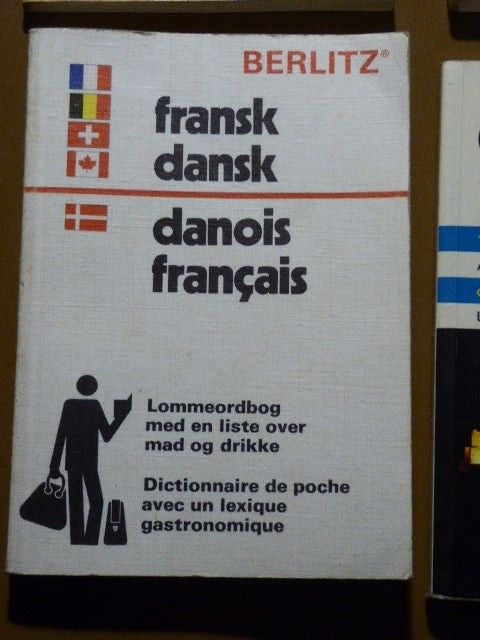 BERLITZ®
fransk
dansk
danois
français
Lommeordbog
med en liste over
mad og drikke
Dictionnaire de poche
avec un lexique
gastronomique